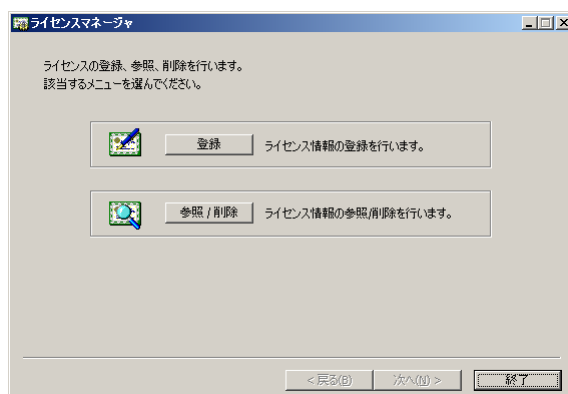 ライセンスマネージャ
ライセンスの登録、参照、削除を行います。
該当するメニューを選んでください。
登録 ライセンス情報の登録を行います。
参照 / 削除 ライセンス情報の参照/削除を行います。
< 戻る(B) 次へ(N) > 終了